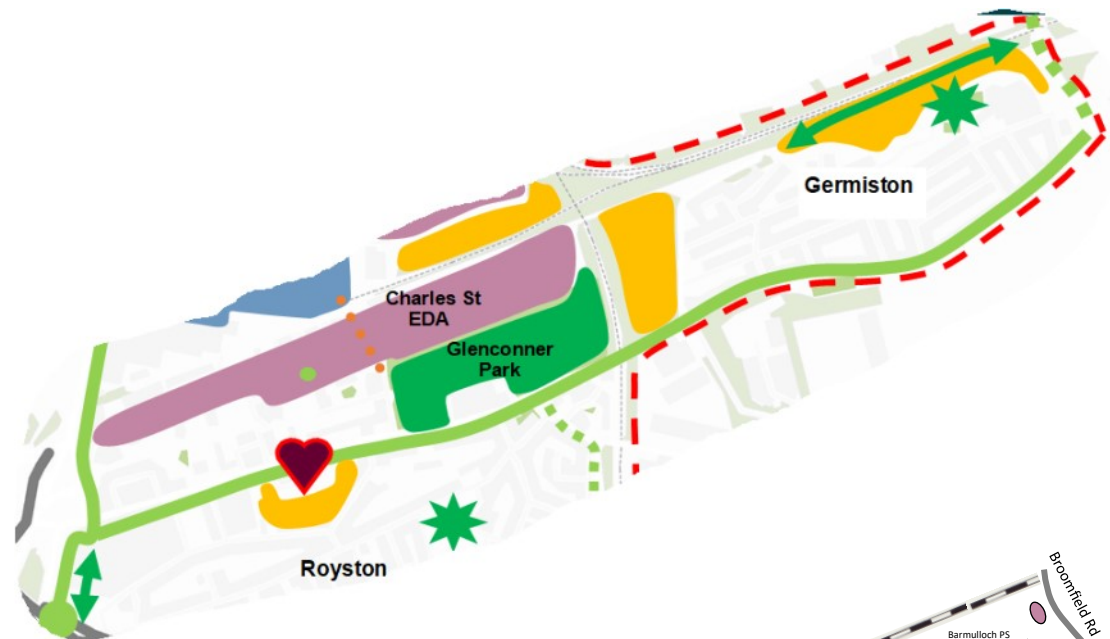 Germiston
Charles St
EDA
Glenconner
Park
Royston
Broomfield Rd
Barmulloch PS